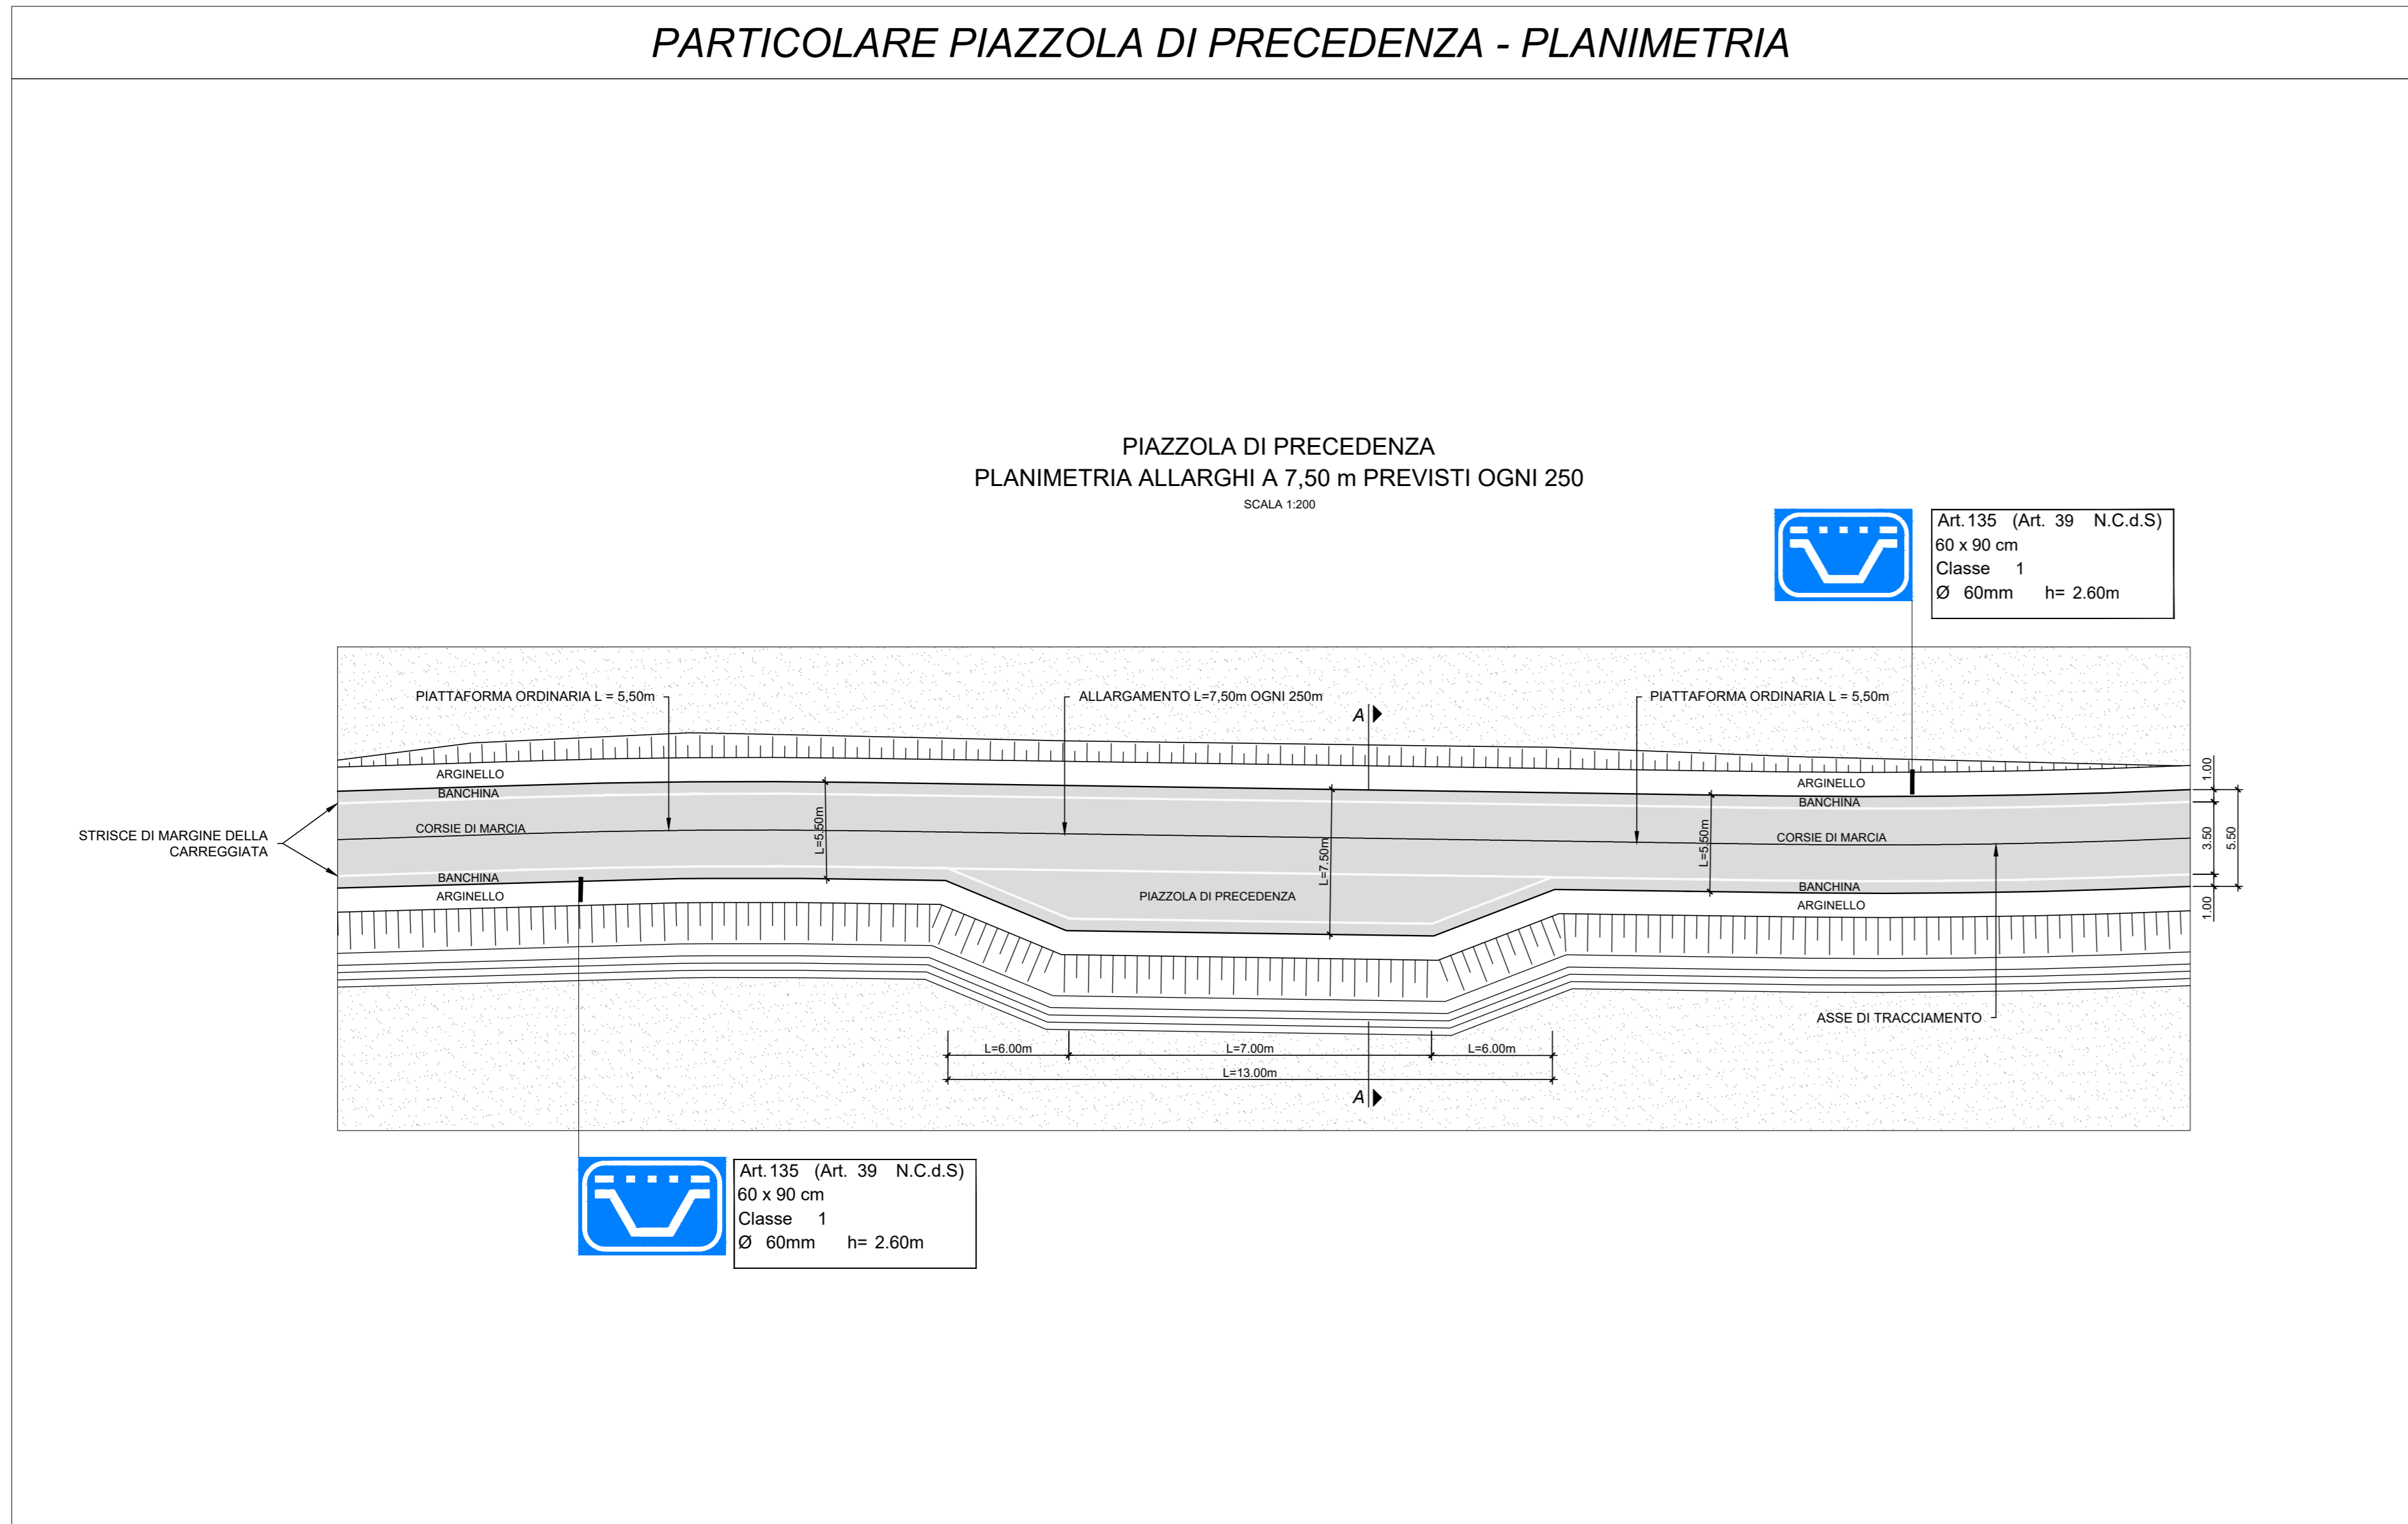 PARTICOLARE PIAZZOLA DI PRECEDENZA - PLANIMETRIA
PIAZZOLA DI PRECEDENZA
PLANIMETRIA ALLARGHI A 7,50 m PREVISTI OGNI 250
SCALA 1:200
Art. 135 (Art. 39 N.C.d.S)
60 x 90 cm
Classe 1
Ø 60mm h= 2.60m
PIATTAFORMA ORDINARIA L = 5,50m
ALLARGAMENTO L=7,50m OGNI 250m
PIATTAFORMA ORDINARIA L = 5,50m
A
ARGINELLO
BANCHINA
CORSIE DI MARCIA
BANCHINA
ARGINELLO
STRISCE DI MARGINE DELLA
CARREGGIATA
L=5.50m
L=7.50m
L=5.50m
PIAZZOLA DI PRECEDENZA
ARGINELLO
BANCHINA
CORSIE DI MARCIA
BANCHINA
ARGINELLO
1.00
3.50
5.50
1.00
ASSE DI TRACCIAMENTO
L=6.00m
L=7.00m
L=6.00m
L=13.00m
A
Art. 135 (Art. 39 N.C.d.S)
60 x 90 cm
Classe 1
Ø 60mm h= 2.60m